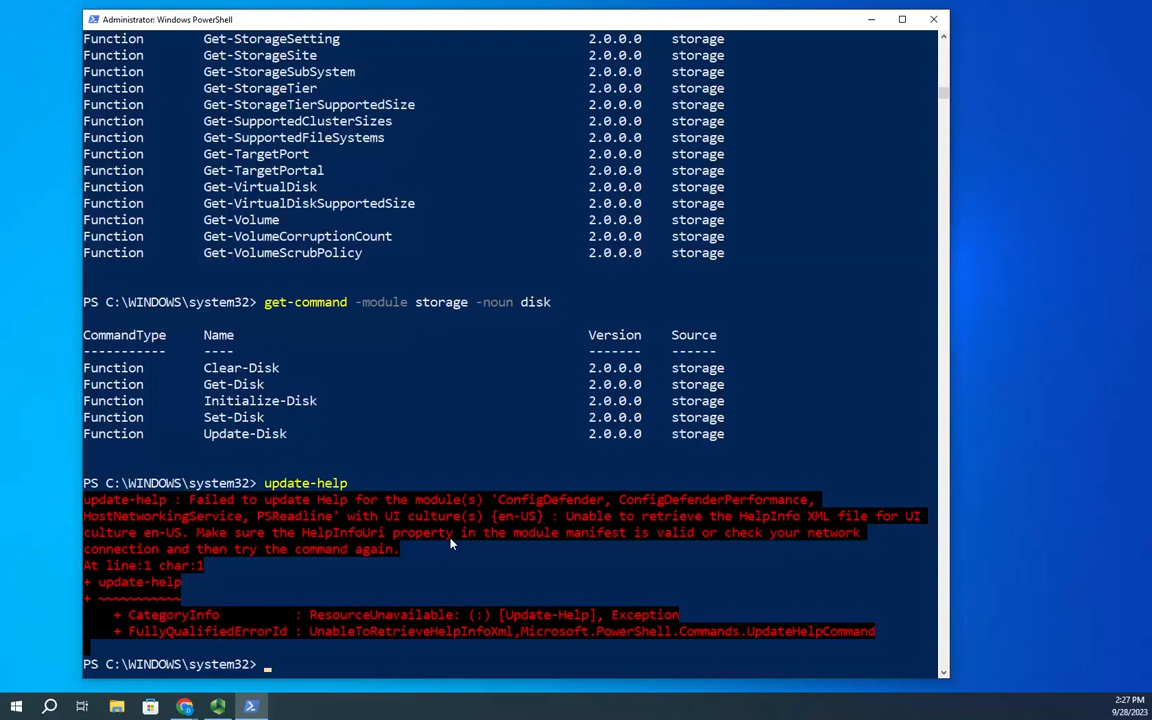 Administrator: Windows PowerShell
Function Get-StorageSetting 2.0.0.0 storage
Function Get-StorageSite 2.0.0.0 storage
Function Get-StorageSubSystem 2.0.0.0 storage
Function Get-StorageTier 2.0.0.0 storage
Function Get-StorageTierSupportedSize 2.0.0.0 storage
Function Get-SupportedClusterSizes 2.0.0.0 storage
Function Get-SupportedFileSystems 2.0.0.0 storage
Function Get-TargetPort 2.0.0.0 storage
Function Get-TargetPortal 2.0.0.0 storage
Function Get-VirtualDisk 2.0.0.0 storage
Function Get-VirtualDiskSupportedSize 2.0.0.0 storage
Function Get-Volume 2.0.0.0 storage
Function Get-VolumeCorruptionCount 2.0.0.0 storage
Function Get-VolumeScrubPolicy 2.0.0.0 storage
PS C:\WINDOWS\system32> get-command -module storage -noun disk
CommandType Name Version Source
----------- ---- ------- ------
Function Clear-Disk 2.0.0.0 storage
Function Get-Disk 2.0.0.0 storage
Function Initialize-Disk 2.0.0.0 storage
Function Set-Disk 2.0.0.0 storage
Function Update-Disk 2.0.0.0 storage
PS C:\WINDOWS\system32> update-help
update-help : Failed to update Help for the module(s) 'ConfigDefender, ConfigDefenderPerformance,
HostNetworkingService, PSReadline' with UI culture(s) {en-US} : Unable to retrieve the HelpInfo XML file for UI
culture en-US. Make sure the HelpInfoUri property in the module manifest is valid or check your network
connection and then try the command again.
At line:1 char:1
+ update-help
+ ~~~~~~~~~~~
+ CategoryInfo : ResourceUnavailable: (:) [Update-Help], Exception
+ FullyQualifiedErrorId : UnableToRetrieveHelpInfoXml,Microsoft.PowerShell.Commands.UpdateHelpCommand
PS C:\WINDOWS\system32> _
2:27 PM
9/28/2023